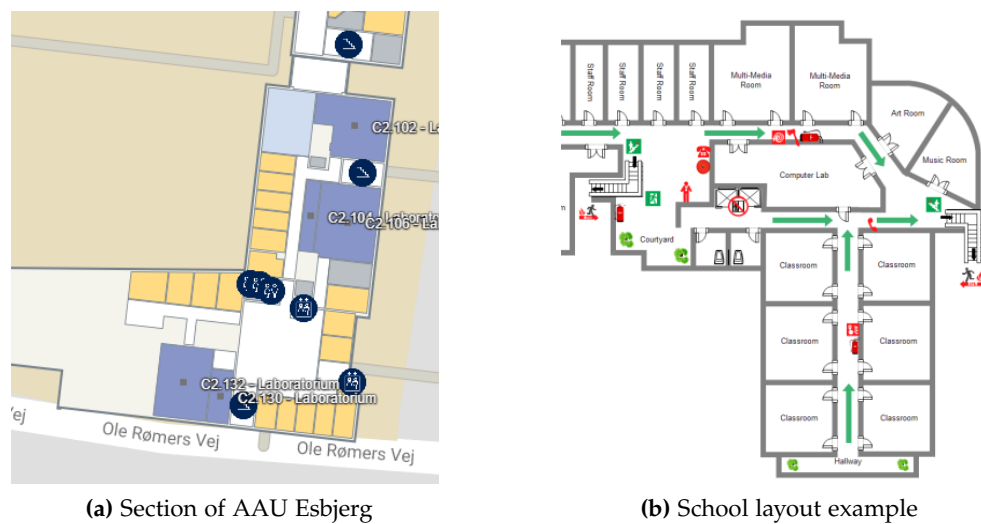 C2.102 - La
C2.104 - Laborla
C2.106 - La
C2.132 - Laboratorium
C2.130 - Laboratorium
Vej
Ole Rømers Vej
Ole Rømers Vej
(a) Section of AAU Esbjerg
Staff Room
Staff Room
Staff Room
Staff Room
Multi-Media
Room
Multi-Media
Room
Art Room
Music Room
Computer Lab
m
Courtyard
Classroom
Classroom
Classroom
Classroom
Classroom
Classroom
Hallway
(b) School layout example